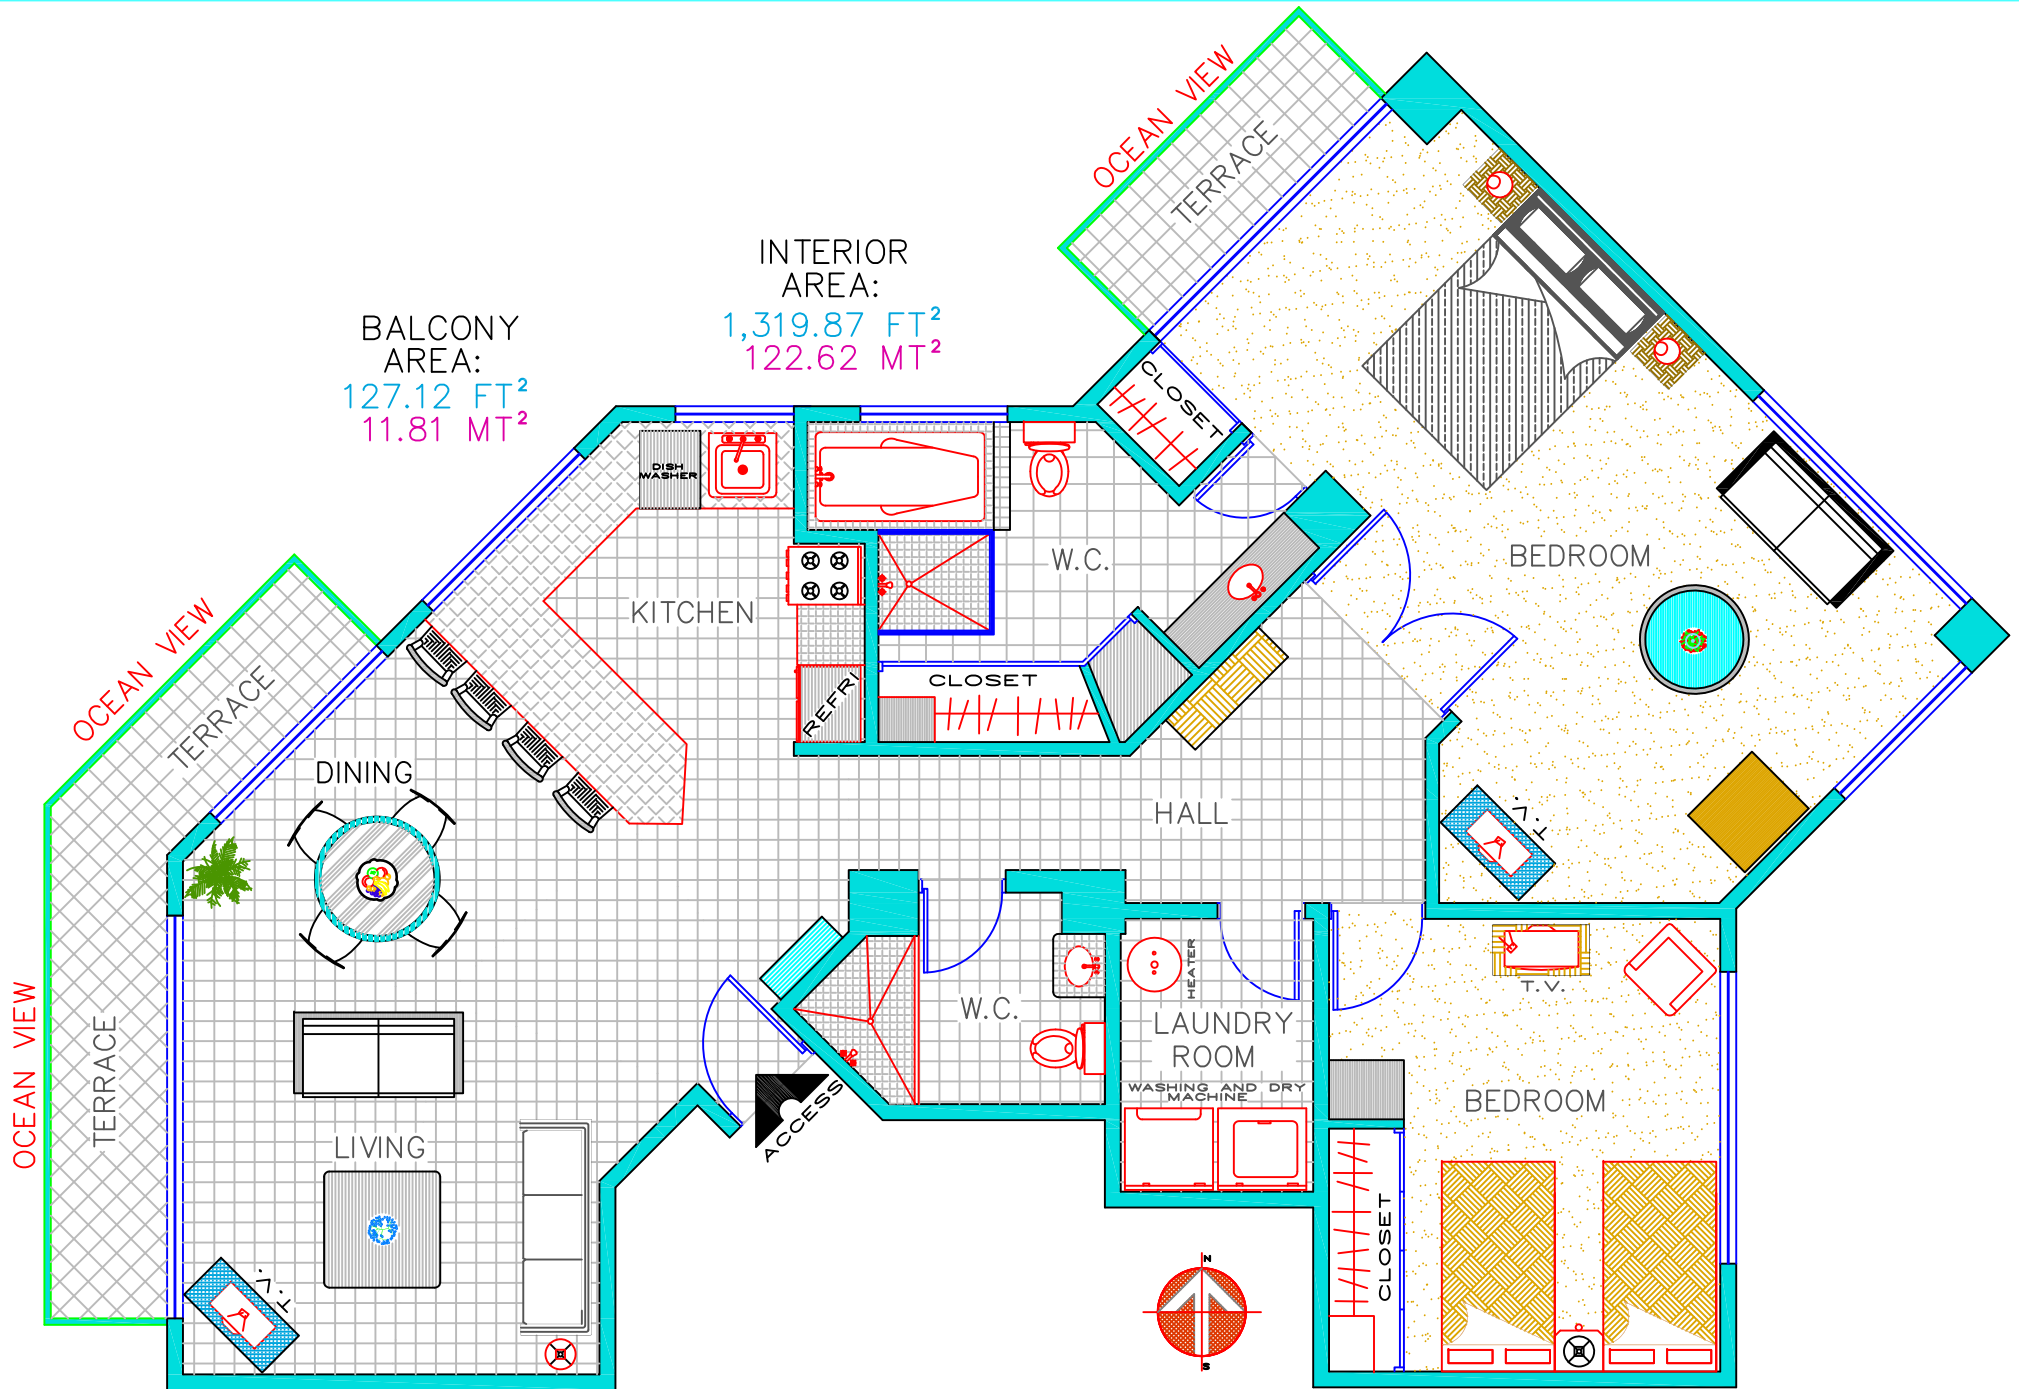 OCEAN VIEW
TERRACE
INTERIOR
AREA:
1,319.87 FT²
122.62 MT²
BALCONY
AREA:
127.12 FT²
11.81 MT²
CLOSET
DISH
WASHER
W.C.
BEDROOM
KITCHEN
OCEAN VIEW
TERRACE
REFRI
CLOSET
DINING
HALL
T.V.
HEATER
W.C.
LAUNDRY
ROOM
WASHING AND DRY
MACHINE
T.V.
OCEAN VIEW
TERRACE
ACCESS
BEDROOM
LIVING
CLOSET
T.V.
N
S